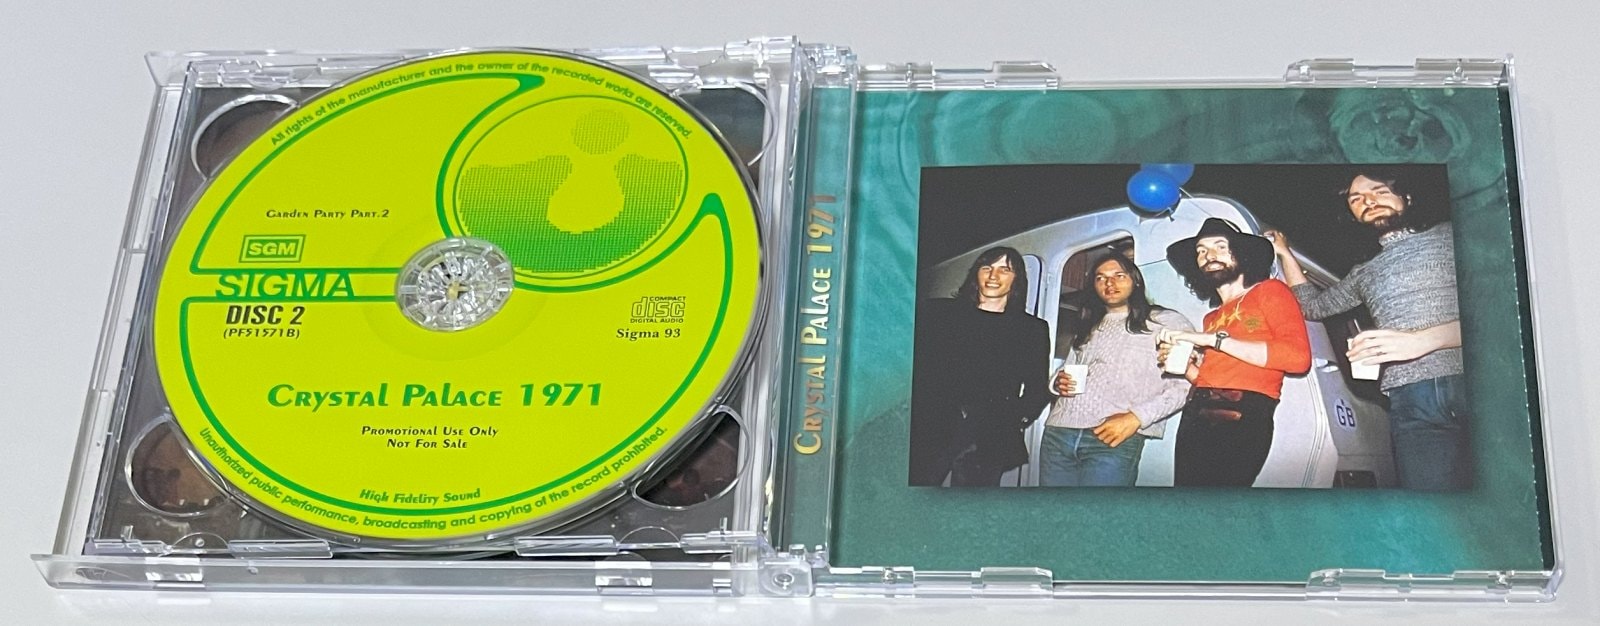 All rights of the manufacturer and the owner of the recorded works are reserved.
Garden Party Part.2
SGM
SIGMA
DISC 2
(PF51571B)
COMPACT
disc
DIGITAL AUDIO
Sigma 93
Crystal Palace 1971
Promotional Use Only
Not For Sale
High Fidelity Sound
Unauthorized public performance, broadcasting and copying of the record prohibited.
Crystal Palace 1971
GB